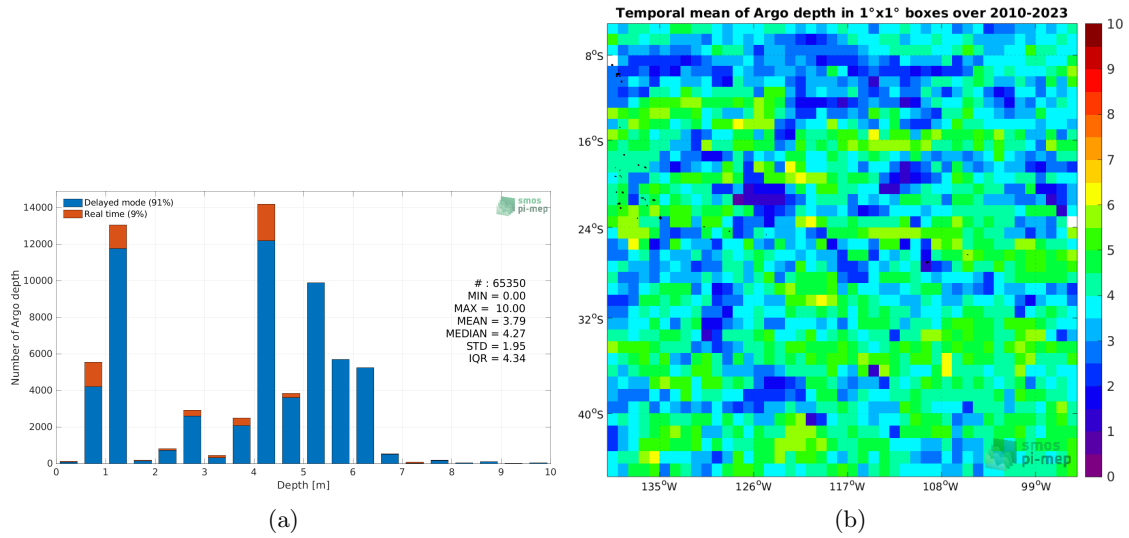 Delayed mode (91%)
Real time (9%)
smos
pi-mep
14000
12000
10000
8000
6000
4000
2000
0
Number of Argo depth
# : 65350
MIN = 0.00
MAX = 10.00
MEAN = 3.79
MEDIAN = 4.27
STD = 1.95
IQR = 4.34
0 1 2 3 4 5 6 7 8 9 10
Depth [m]
(a)
Temporal mean of Argo depth in 1°x1° boxes over 2010-2023
8°S
16°S
24°S
32°S
40°S
135°W 126°W 117°W 108°W 99°W
smos
pi-mep
10
9
8
7
6
5
4
3
2
1
0
(b)